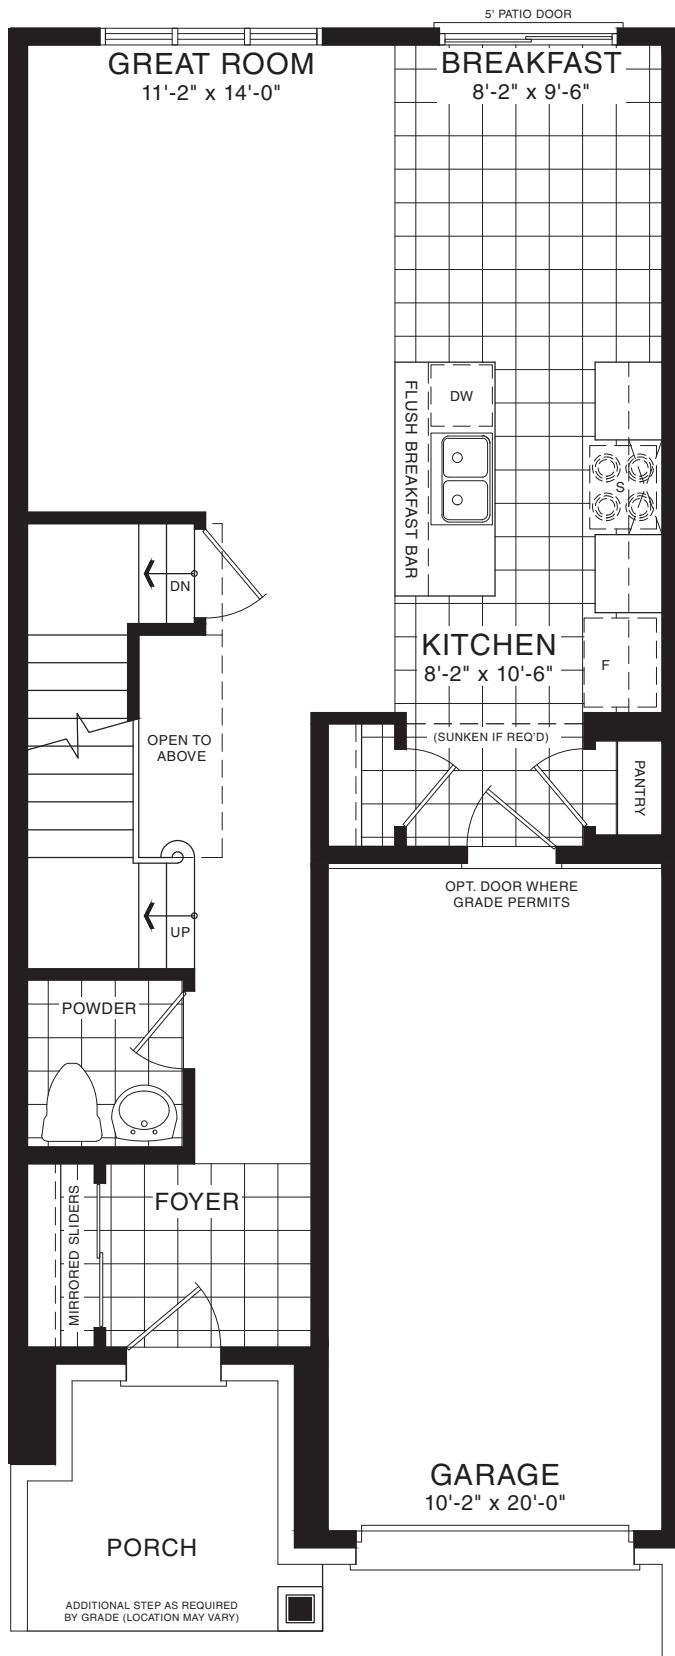 5' PATIO DOOR
GREAT ROOM
11'-2" x 14'-0"
BREAKFAST
8'-2" x 9'-6"
FLUSH BREAKFAST BAR
DW
S
DN
KITCHEN
8'-2" x 10'-6"
F
(SUNKEN IF REQ'D)
OPEN TO
ABOVE
PANTRY
OPT. DOOR WHERE
GRADE PERMITS
UP
POWDER
MIRRORED SLIDERS
FOYER
GARAGE
10'-2" x 20'-0"
PORCH
ADDITIONAL STEP AS REQUIRED
BY GRADE (LOCATION MAY VARY)